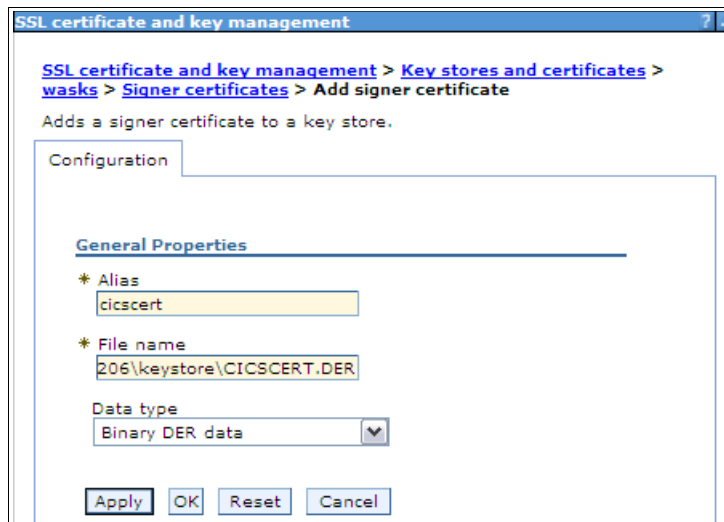 SSL certificate and key management ?
SSL certificate and key management > Key stores and certificates >
wasks > Signer certificates > Add signer certificate
Adds a signer certificate to a key store.
Configuration
General Properties
* Alias
cicscert
* File name
206\keystore\CICSCERT.DER
Data type
Binary DER data
Apply OK Reset Cancel